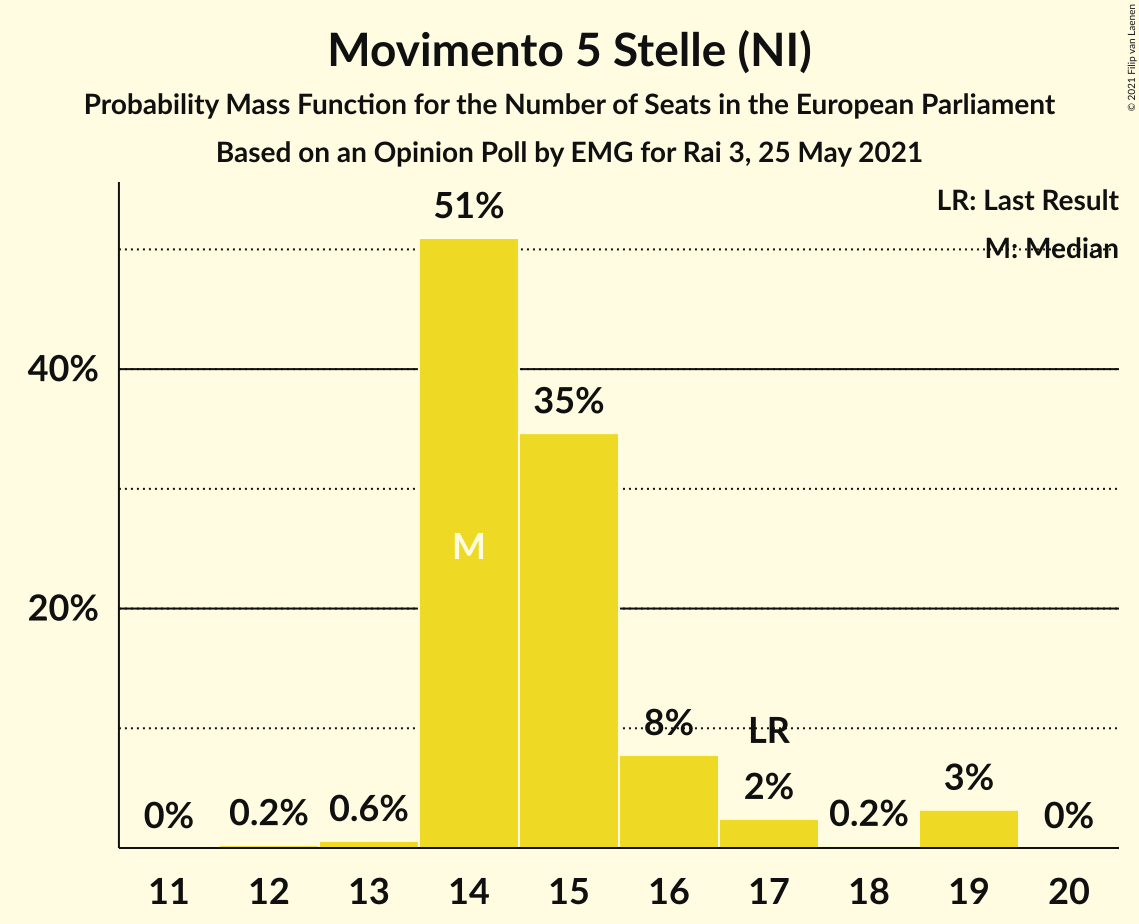 Movimento 5 Stelle (NI)
Probability Mass Function for the Number of Seats in the European Parliament
Based on an Opinion Poll by EMG for Rai 3, 25 May 2021
© 2021 Filip van Laenen
LR: Last Result
M: Median
51%
40%
35%
M
20%
8%
LR
2%
3%
0%
0.2%
0.6%
0.2%
0%
11 12 13 14 15 16 17 18 19 20